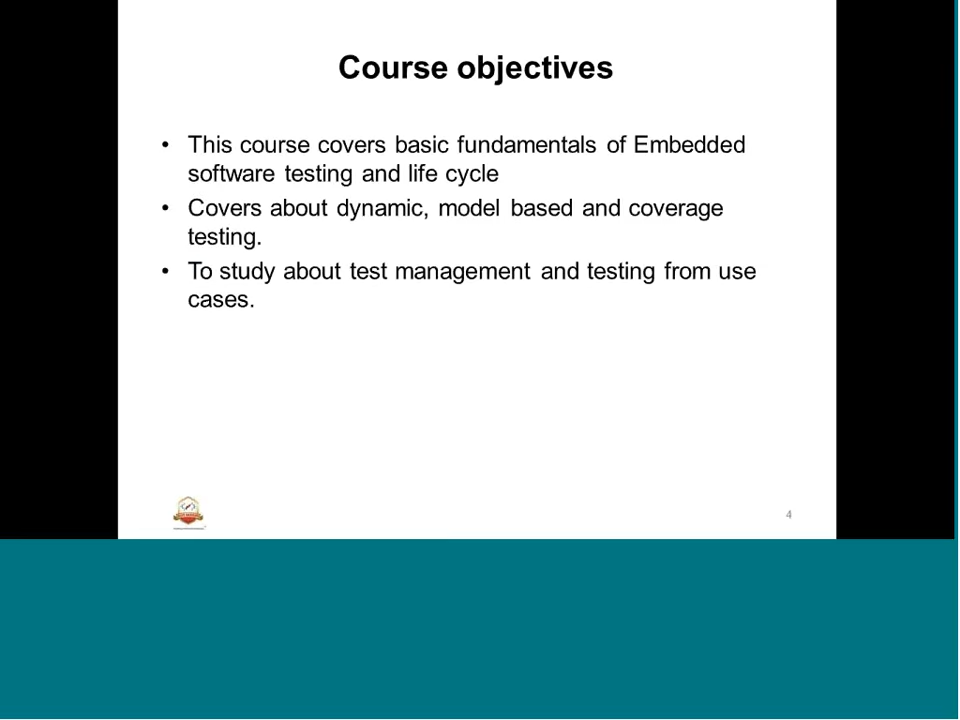 Course objectives
• This course covers basic fundamentals of Embedded
software testing and life cycle
• Covers about dynamic, model based and coverage
testing.
• To study about test management and testing from use
cases.
4